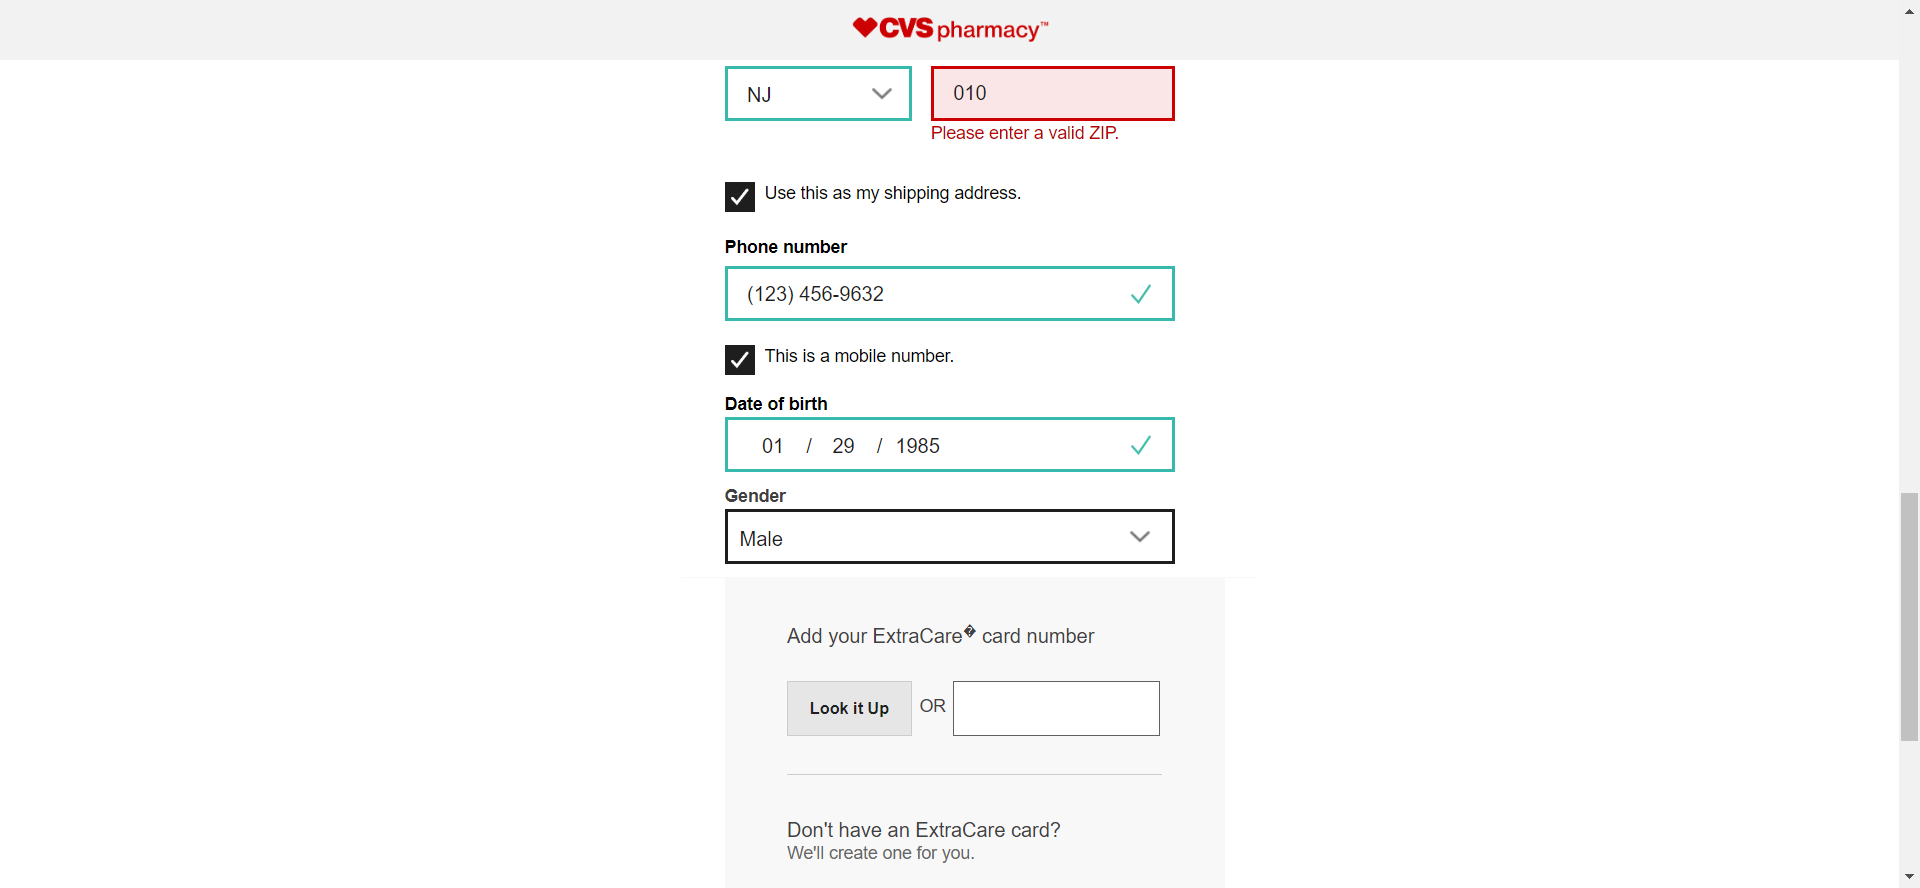 CVS pharmacy™
NJ
010
Please enter a valid ZIP.
Use this as my shipping address.
Phone number
(123) 456-9632
This is a mobile number.
Date of birth
01 / 29 / 1985
Gender
Male
Add your ExtraCare� card number
Look it Up OR
Don't have an ExtraCare card?
We'll create one for you.